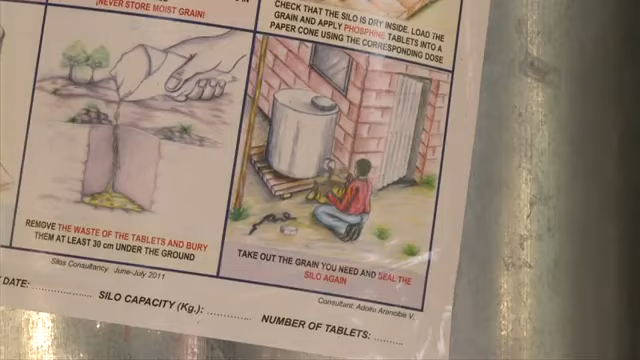 ¡NEVER STORE MOIST GRAIN!
CHECK THAT THE SILO IS DRY INSIDE. LOAD THE
GRAIN AND APPLY PHOSPHINE TABLETS INTO A
PAPER CONE USING THE CORRESPONDING DOSE
REMOVE THE WASTE OF THE TABLETS AND BURY
THEM AT LEAST 30 cm UNDER THE GROUND
TAKE OUT THE GRAIN YOU NEED AND SEAL THE
SILO AGAIN
Silos Consultancy June-July 2011
Consultant: Adolfo Arancibia V.
DATE: ............... SILO CAPACITY (Kg.): ............ NUMBER OF TABLETS: ........